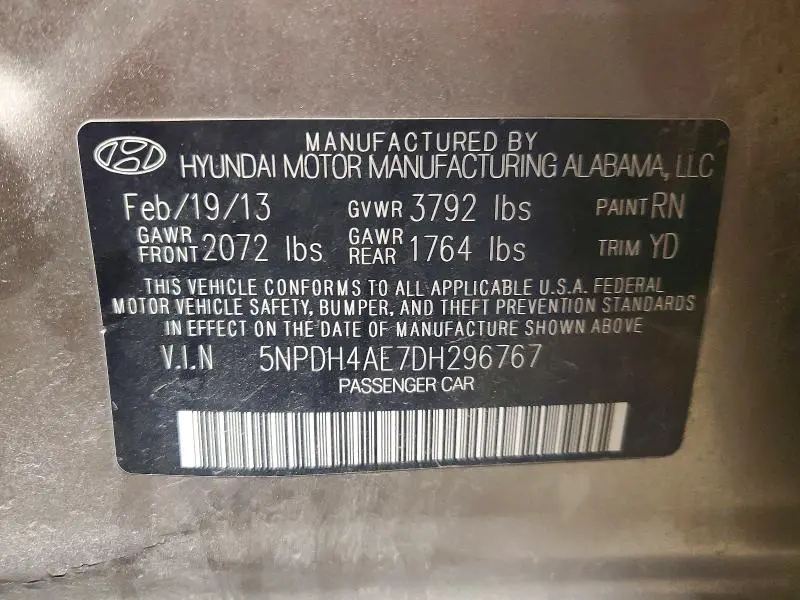 MANUFACTURED BY
HYUNDAI MOTOR MANUFACTURING ALABAMA, LLC
Feb/19/13 GVWR 3792 lbs PAINT RN
GAWR FRONT 2072 lbs GAWR REAR 1764 lbs TRIM YD
THIS VEHICLE CONFORMS TO ALL APPLICABLE U.S.A. FEDERAL
MOTOR VEHICLE SAFETY, BUMPER, AND THEFT PREVENTION STANDARDS
IN EFFECT ON THE DATE OF MANUFACTURE SHOWN ABOVE
V.I.N 5NPDH4AE7DH296767
PASSENGER CAR